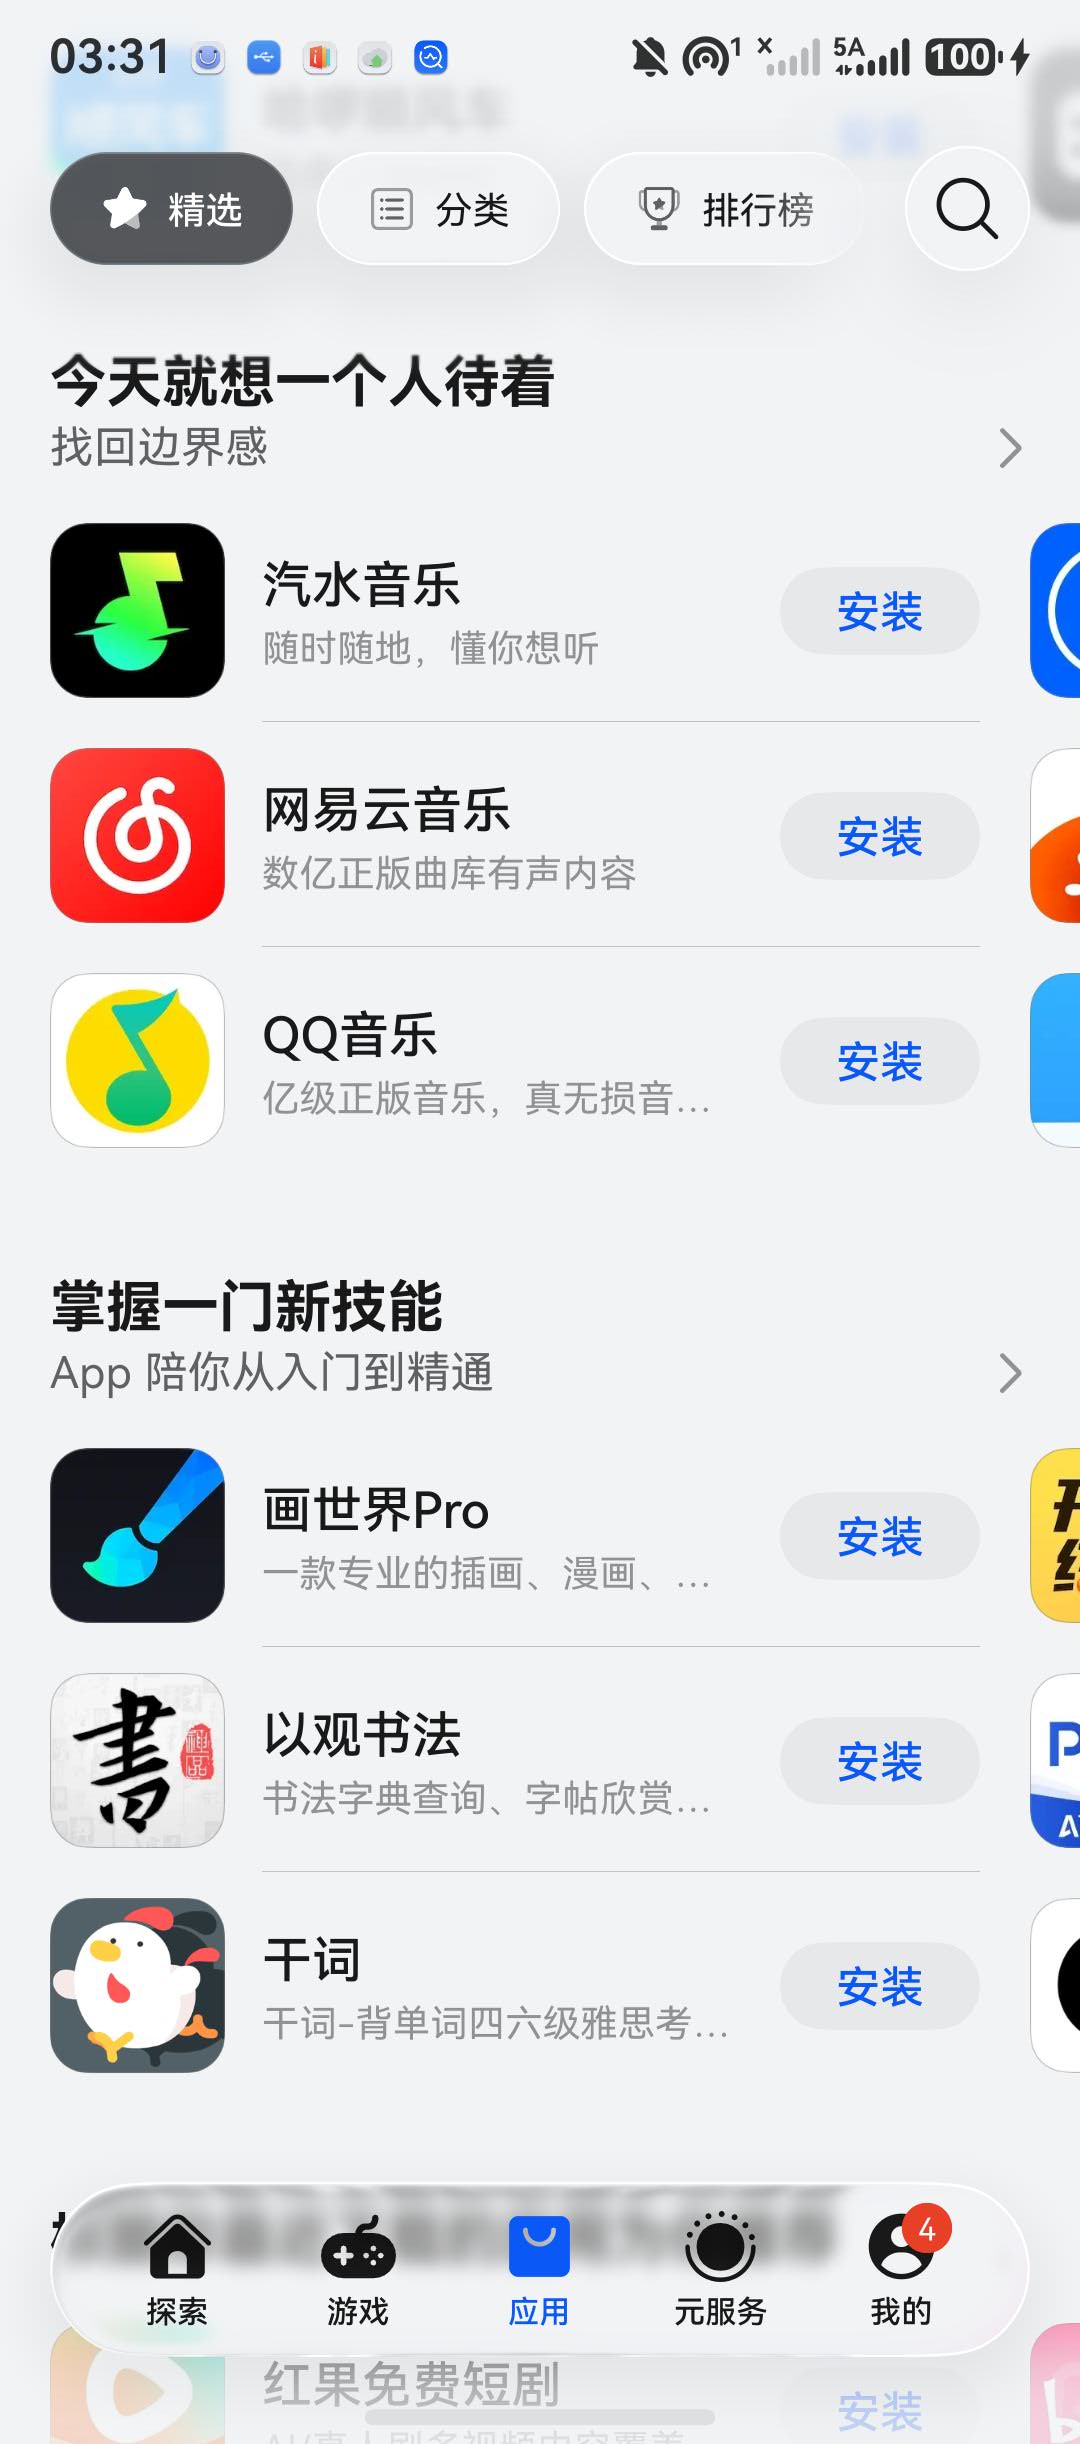 03:31
1
5A
100
精选
分类
排行榜
今天就想一个人待着
找回边界感
汽水音乐
随时随地，懂你想听
安装
网易云音乐
数亿正版曲库有声内容
安装
QQ音乐
亿级正版音乐，真无损音...
安装
掌握一门新技能
App 陪你从入门到精通
画世界Pro
一款专业的插画、漫画、...
安装
書
以观书法
书法字典查询、字帖欣赏...
安装
干词
干词-背单词四六级雅思考...
安装
探索
游戏
应用
元服务
4
我的
红果免费短剧
安装